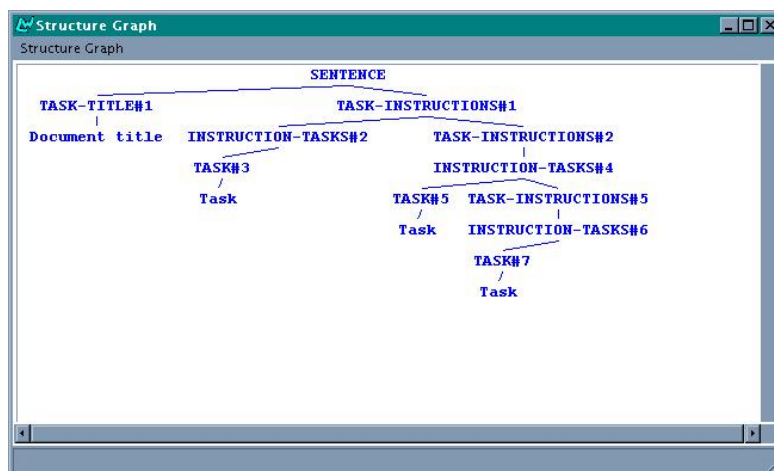 Structure Graph
Structure Graph
SENTENCE
TASK-TITLE#1 TASK-INSTRUCTIONS#1
Document title INSTRUCTION-TASKS#2 TASK-INSTRUCTIONS#2
TASK#3 INSTRUCTION-TASKS#4
Task TASK#5 TASK-INSTRUCTIONS#5
Task INSTRUCTION-TASKS#6
TASK#7
Task